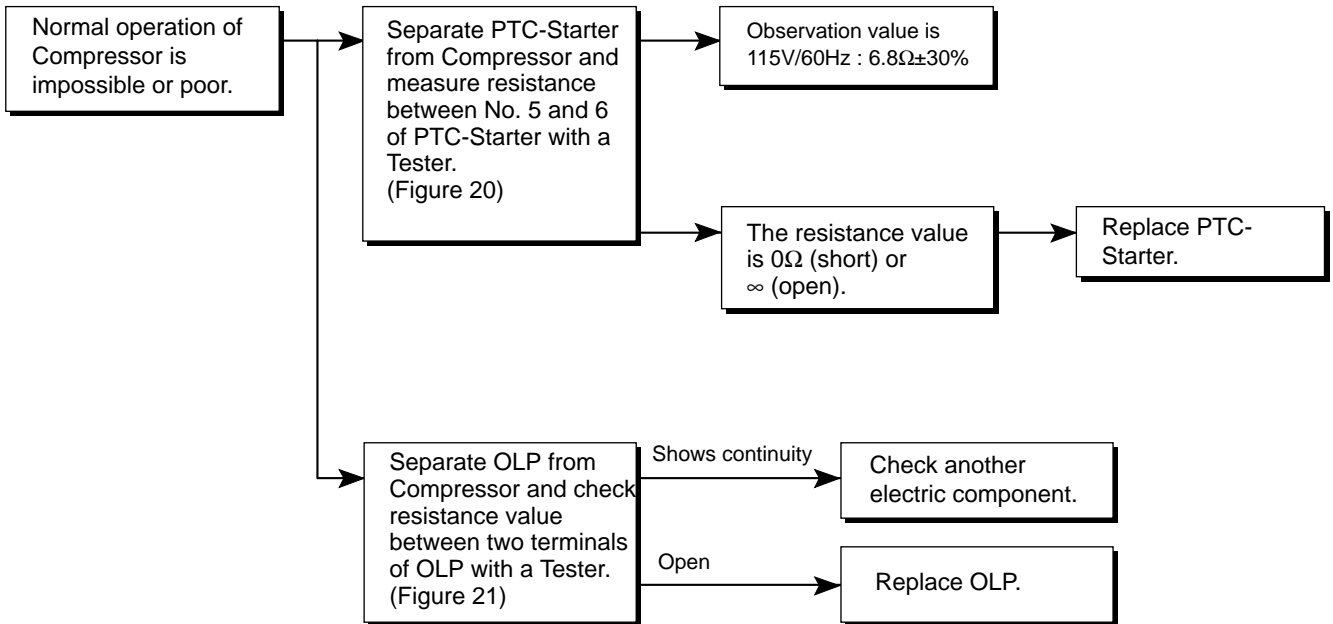 Normal operation of
Compressor is
impossible or poor.
Separate PTC-Starter
from Compressor and
measure resistance
between No. 5 and 6
of PTC-Starter with a
Tester.
(Figure 20)
Observation value is
115V/60Hz : 6.8Ω±30%
The resistance value
is 0Ω (short) or
∞ (open).
Replace PTC-
Starter.
Separate OLP from
Compressor and check
resistance value
between two terminals
of OLP with a Tester.
(Figure 21)
Shows continuity
Check another
electric component.
Open
Replace OLP.